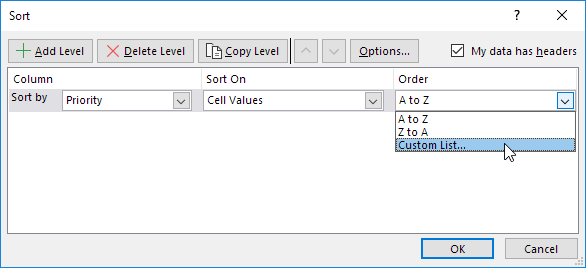 Sort
?
Add Level Delete Level Copy Level Options... My data has headers
Column Sort On Order
Sort by Priority Cell Values A to Z
A to Z
Z to A
Custom List...
OK Cancel